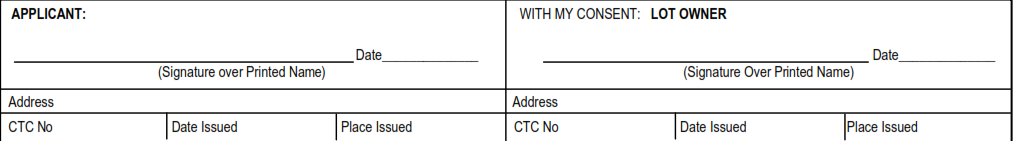 APPLICANT:
Date
(Signature over Printed Name)
Address
CTC No Date Issued Place Issued
WITH MY CONSENT: LOT OWNER
Date
(Signature Over Printed Name)
Address
CTC No Date Issued Place Issued